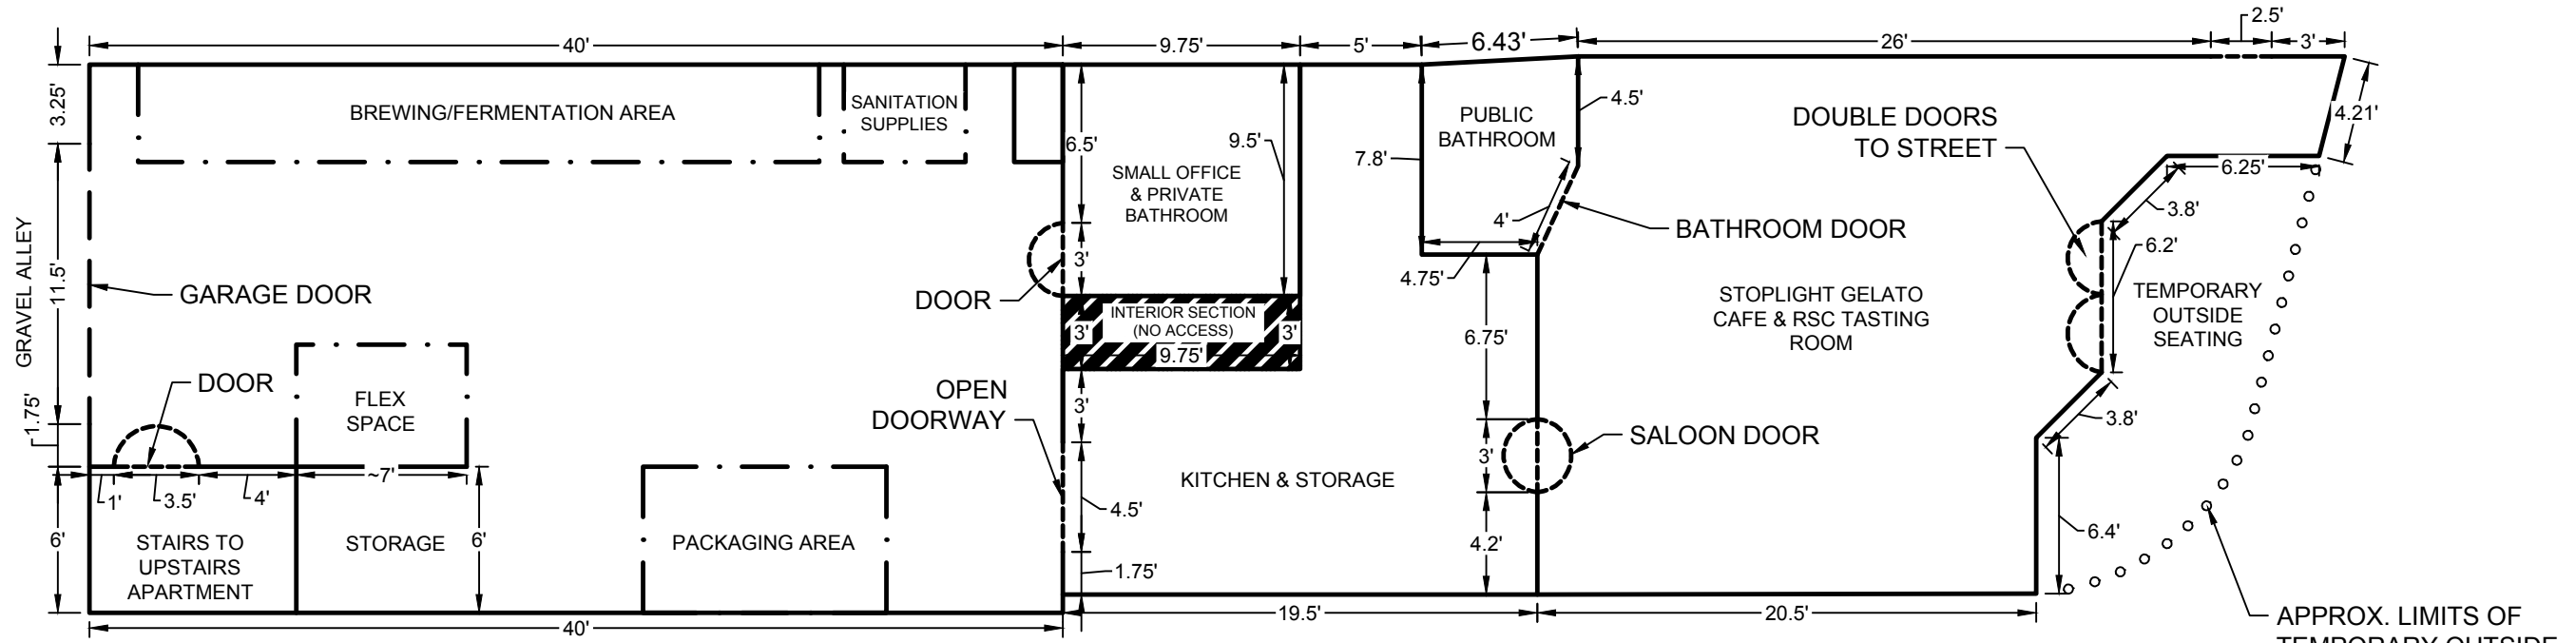 40'
9.75'
5'
6.43'
26'
2.5'
3'
3.25'
11.5'
1.75'
6'
GRAVEL ALLEY
BREWING/FERMENTATION AREA
SANITATION
SUPPLIES
GARAGE DOOR
DOOR
FLEX
SPACE
1'
3.5'
4'
~7'
STAIRS TO
UPSTAIRS
APARTMENT
STORAGE
6'
PACKAGING AREA
40'
6.5'
3'
DOOR
SMALL OFFICE
& PRIVATE
BATHROOM
9.5'
INTERIOR SECTION
(NO ACCESS)
3'
3'
9.75'
OPEN
DOORWAY
3'
4.5'
1.75'
KITCHEN & STORAGE
19.5'
PUBLIC
BATHROOM
7.8'
4.5'
4'
4.75'
BATHROOM DOOR
6.75'
3'
4.2'
SALOON DOOR
STOPLIGHT GELATO
CAFE & RSC TASTING
ROOM
20.5'
DOUBLE DOORS
TO STREET
4.21'
6.25'
3.8'
6.2'
TEMPORARY
OUTSIDE
SEATING
3.8'
6.4'
APPROX. LIMITS OF
TEMPORARY OUTSIDE